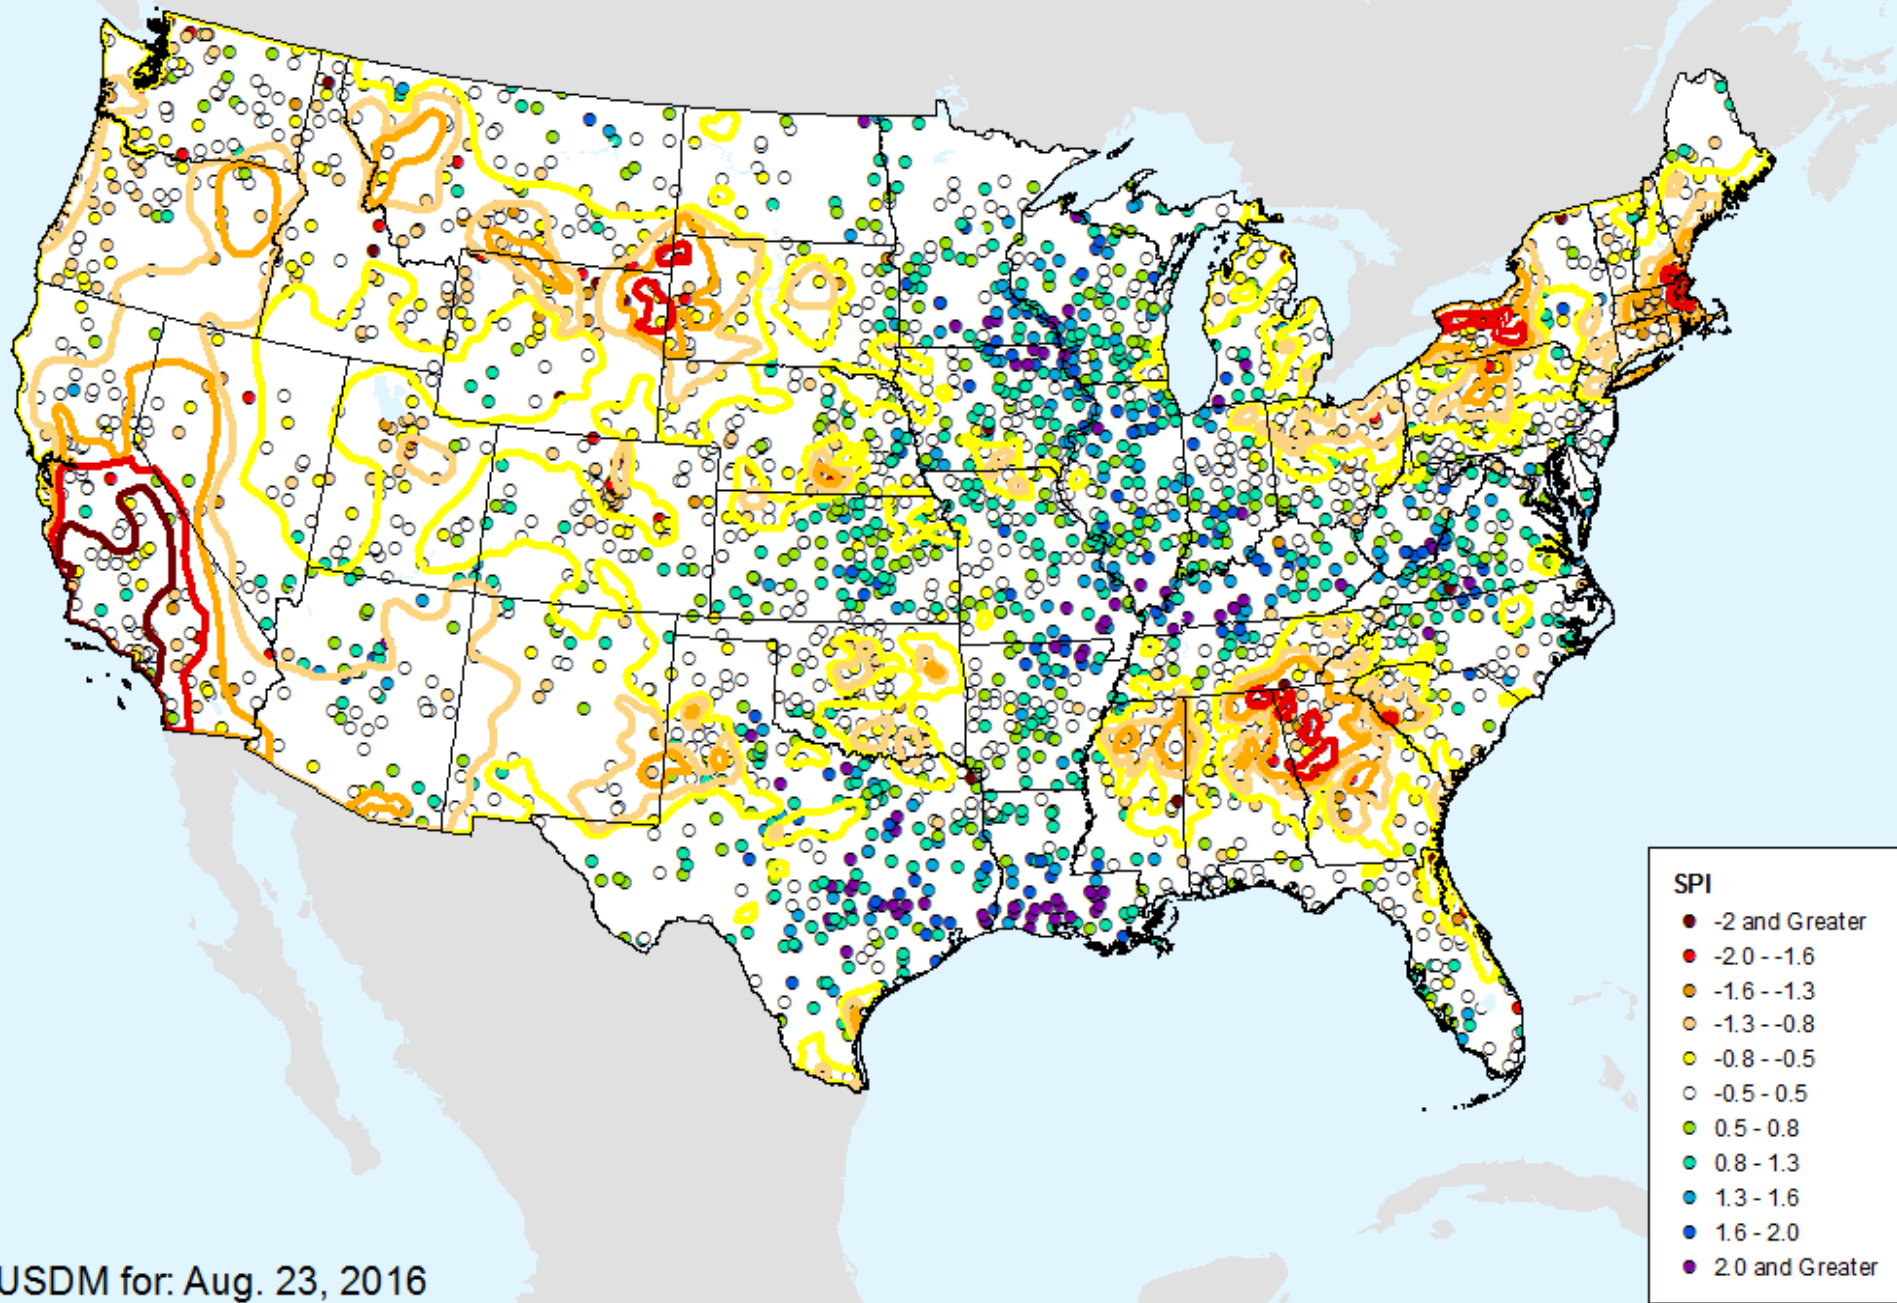 SPI
-2 and Greater
-2.0 - -1.6
-1.6 - -1.3
-1.3 - -0.8
-0.8 - -0.5
-0.5 - 0.5
0.5 - 0.8
0.8 - 1.3
1.3 - 1.6
1.6 - 2.0
2.0 and Greater
USDM for: Aug. 23, 2016